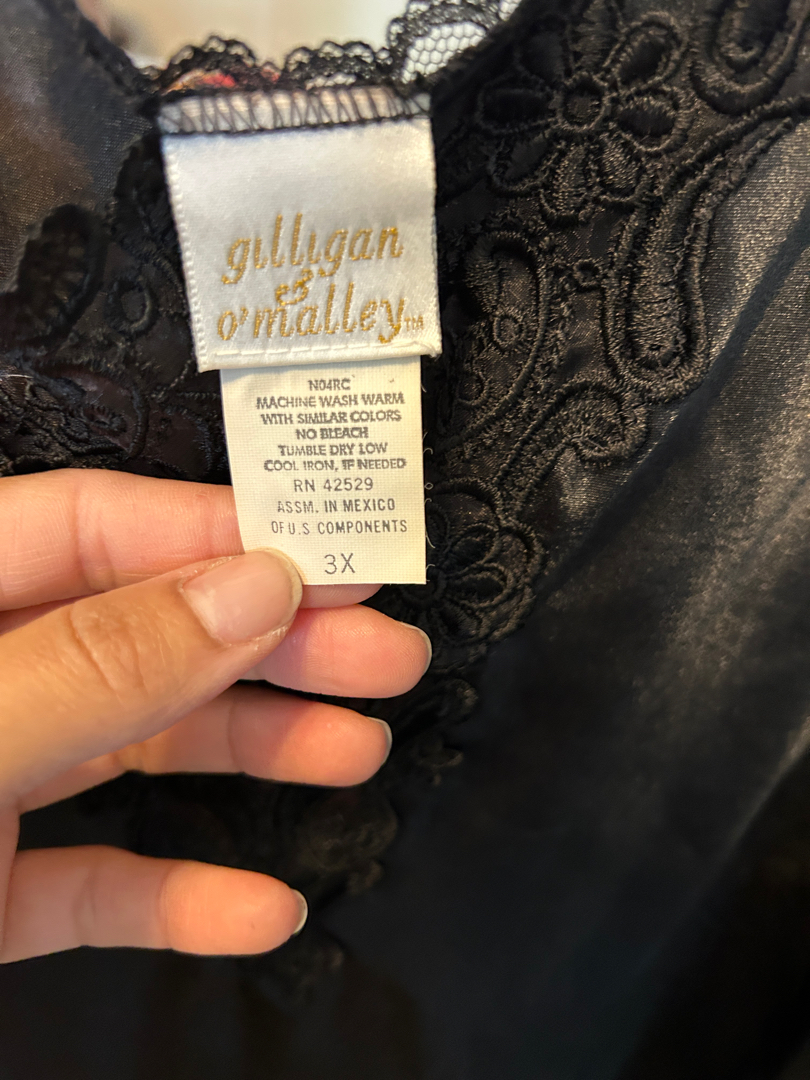 gilligan
&
o'malley™
N04RC
MACHINE WASH WARM
WITH SIMILAR COLORS
NO BLEACH
TUMBLE DRY LOW
COOL IRON, IF NEEDED
RN 42529
ASSM. IN MEXICO
OF U.S COMPONENTS
3X